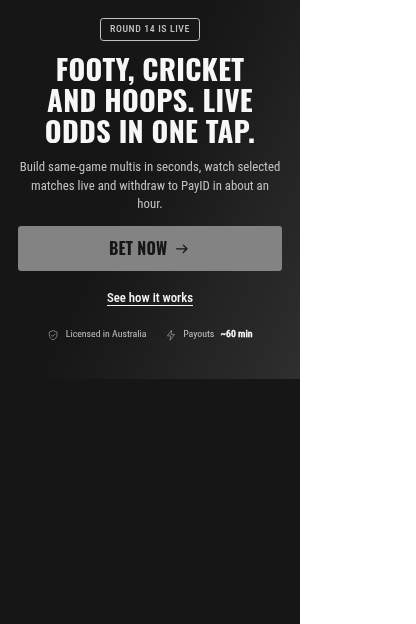 ROUND 14 IS LIVE
FOOTY, CRICKET
AND HOOPS. LIVE
ODDS IN ONE TAP.
Build same-game multis in seconds, watch selected
matches live and withdraw to PayID in about an
hour.
BET NOW →
See how it works
Licensed in Australia Payouts ~60 min